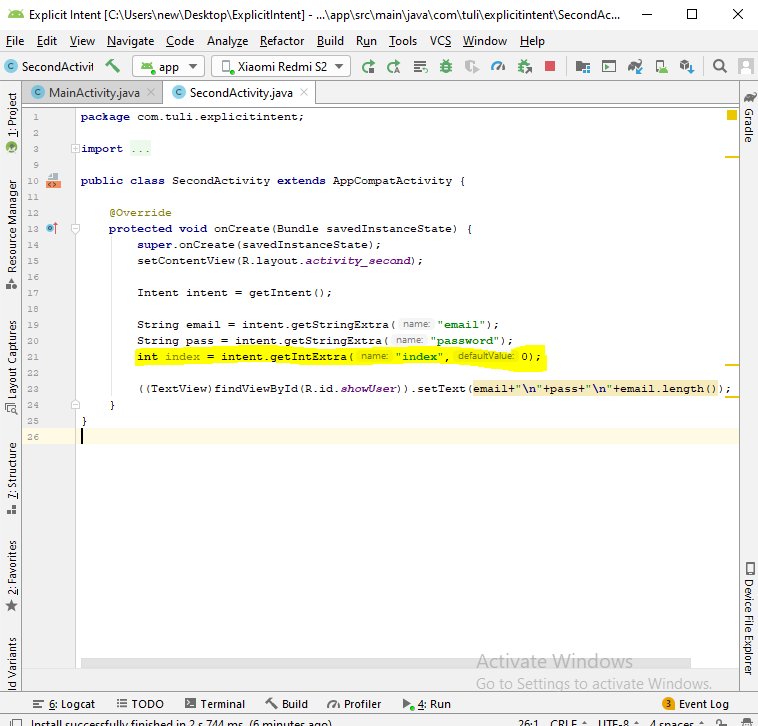 Explicit Intent [C:\Users\new\Desktop\ExplicitIntent] - ...\app\src\main\java\com\tuli\explicitintent\SecondAc...
File Edit View Navigate Code Analyze Refactor Build Run Tools VCS Window Help
SecondActivit app Xiaomi Redmi S2
MainActivity.java SecondActivity.java
1: Project
Resource Manager
Layout Captures
7: Structure
2: Favorites
ld Variants
1 package com.tuli.explicitintent;
2
3 import ...
9
10 public class SecondActivity extends AppCompatActivity {
11
12 @Override
13 protected void onCreate(Bundle savedInstanceState) {
14 super.onCreate(savedInstanceState);
15 setContentView(R.layout.activity_second);
16
17 Intent intent = getIntent();
18
19 String email = intent.getStringExtra( name: "email");
20 String pass = intent.getStringExtra( name: "password");
21 int index = intent.getIntExtra( name: "index", defaultValue: 0);
22
23 ((TextView)findViewById(R.id.showUser)).setText(email+"\n"+pass+"\n"+email.length());
24 }
25 }
26
Gradle
Device File Explorer
Activate Windows
Go to Settings to activate Windows.
6: Logcat TODO Terminal Build Profiler 4: Run 3 Event Log
Install successfully finished in 2 s 744 ms. (6 minutes ago) 26:1 CRLF UTF-8 4 spaces